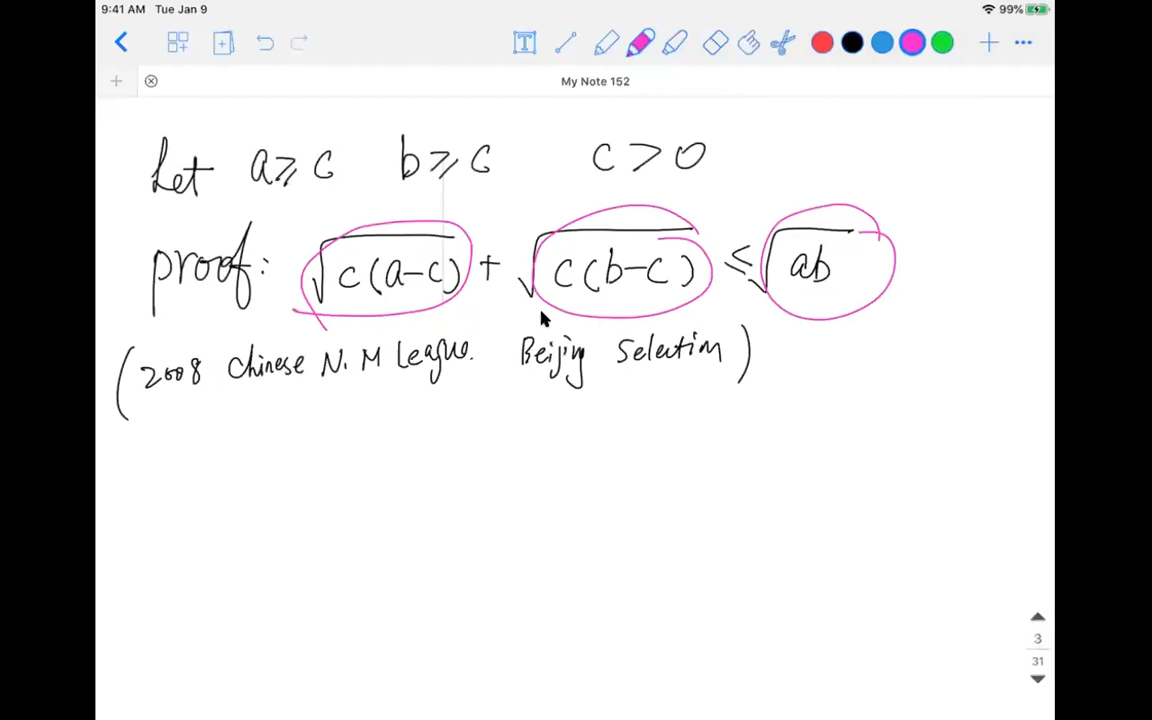 9:41 AM Tue Jan 9 99%
My Note 152
Let a ⩾ c b ⩾ c c > 0
proof: √c(a-c) + √c(b-c) ≤ √ab
(2008 Chinese N. M League. Beijing Selection)
3
31